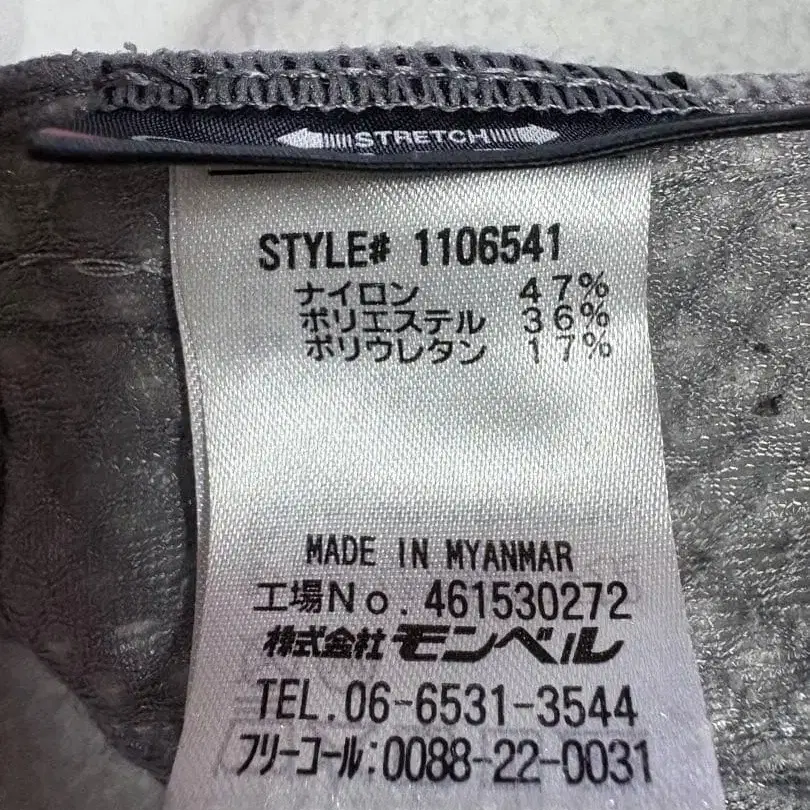 STRETCH
STYLE# 1106541
ナイロン 47%
ポリエステル 36%
ポリウレタン 17%
MADE IN MYANMAR
工場No. 461530272
株式会社 モンベル
TEL.06-6531-3544
フリーコール:0088-22-0031